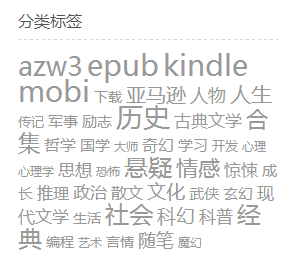 分类标签
azw3 epub kindle
mobi 下载 亚马逊 人物 人生
传记 军事 励志 历史 古典文学 合
集 哲学 国学 大师 奇幻 学习 开发 心理
心理学 思想 恐怖 悬疑 情感 惊悚 成
长 推理 政治 散文 文化 武侠 玄幻 现
代文学 生活 社会 科幻 科普 经
典 编程 艺术 言情 随笔 魔幻